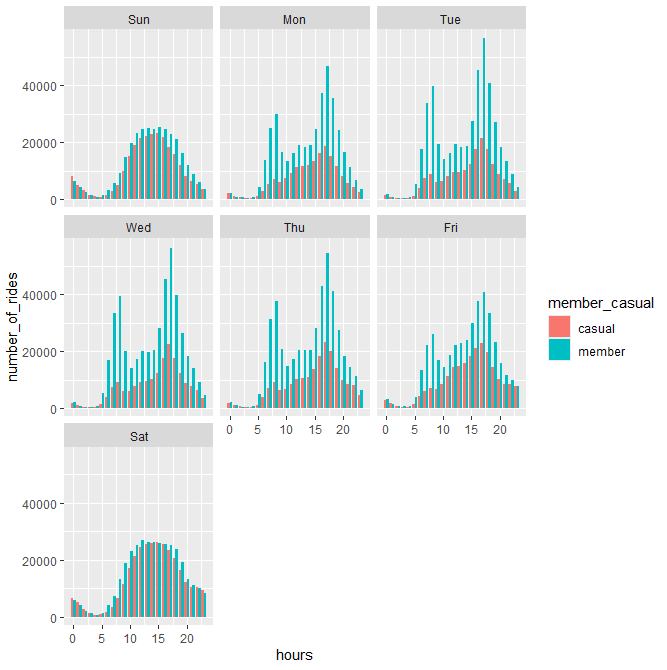 Sun Mon Tue
40000
20000
0
Wed Thu Fri
40000
20000
0
0 5 10 15 20 0 5 10 15 20
Sat
40000
20000
0
0 5 10 15 20
hours
number_of_rides
member_casual
casual
member